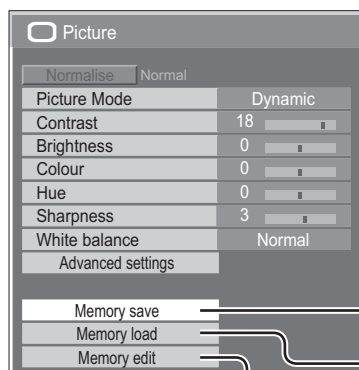 Picture
Normalise Normal
Picture Mode Dynamic
Contrast 18
Brightness 0
Colour 0
Hue 0
Sharpness 3
White balance Normal
Advanced settings
Memory save
Memory load
Memory edit